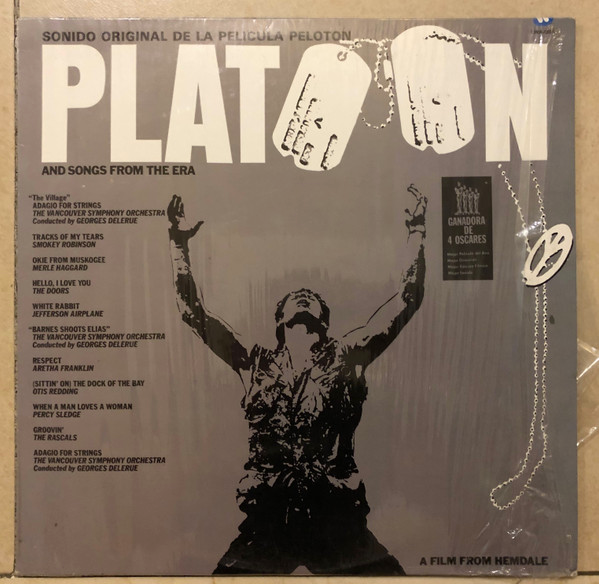 SONIDO ORIGINAL DE LA PELICULA PELOTON
PLATOON
AND SONGS FROM THE ERA
"The Village"
ADAGIO FOR STRINGS
THE VANCOUVER SYMPHONY ORCHESTRA
Conducted by GEORGES DELERUE
TRACKS OF MY TEARS
SMOKEY ROBINSON
OKIE FROM MUSKOGEE
MERLE HAGGARD
HELLO, I LOVE YOU
THE DOORS
WHITE RABBIT
JEFFERSON AIRPLANE
"BARNES SHOOTS ELIAS"
THE VANCOUVER SYMPHONY ORCHESTRA
Conducted by GEORGES DELERUE
RESPECT
ARETHA FRANKLIN
(SITTIN' ON) THE DOCK OF THE BAY
OTIS REDDING
WHEN A MAN LOVES A WOMAN
PERCY SLEDGE
GROOVIN'
THE RASCALS
ADAGIO FOR STRINGS
THE VANCOUVER SYMPHONY ORCHESTRA
Conducted by GEORGES DELERUE
GANADORA
DE
4 OSCARES
A FILM FROM HEMDALE